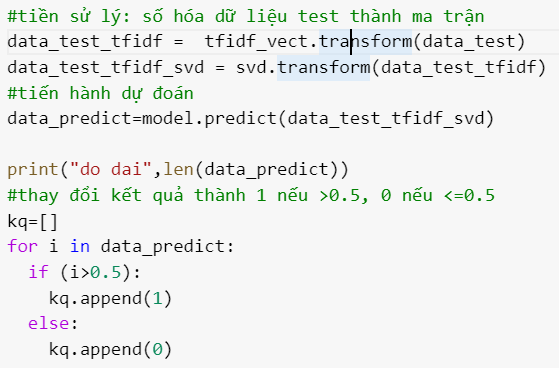 #tiền sử lý: số hóa dữ liệu test thành ma trận
data_test_tfidf =  tfidf_vect.transform(data_test)
data_test_tfidf_svd = svd.transform(data_test_tfidf)
#tiến hành dự đoán
data_predict=model.predict(data_test_tfidf_svd)

print("do dai",len(data_predict))
#thay đổi kết quả thành 1 nếu >0.5, 0 nếu <=0.5
kq=[]
for i in data_predict:
  if (i>0.5):
    kq.append(1)
  else:
    kq.append(0)